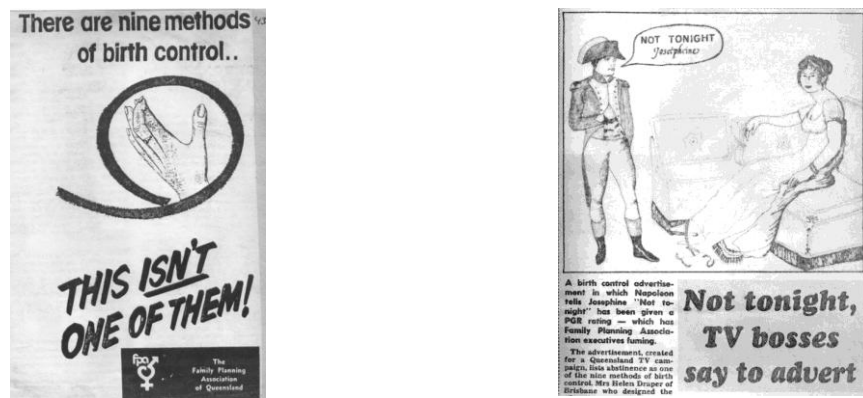 There are nine methods
of birth control..
THIS ISN'T
ONE OF THEM!
fpa
The
Family Planning
Association
of Queensland
NOT TONIGHT
Josephine
A birth control advertise-
ment in which Napoleon
tells Josephine "Not to-
night" has been given a
PGR rating — which has
Family Planning Associa-
tion executives fuming.
The advertisement, created
for a Queensland TV cam-
paign, lists abstinence as one
of the nine methods of birth
control. Mrs Helen Draper of
Brisbane who designed the
Not tonight,
TV bosses
say to advert